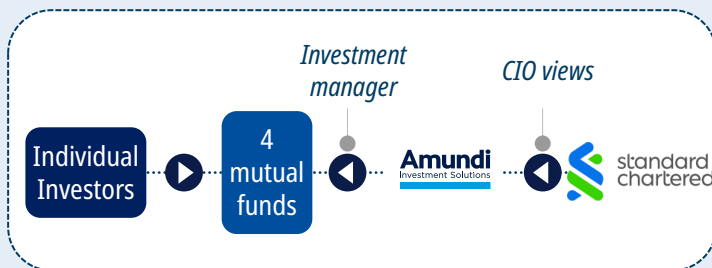 Investment
manager
CIO views
Individual
Investors
4
mutual
funds
Amundi
Investment Solutions
standard
chartered